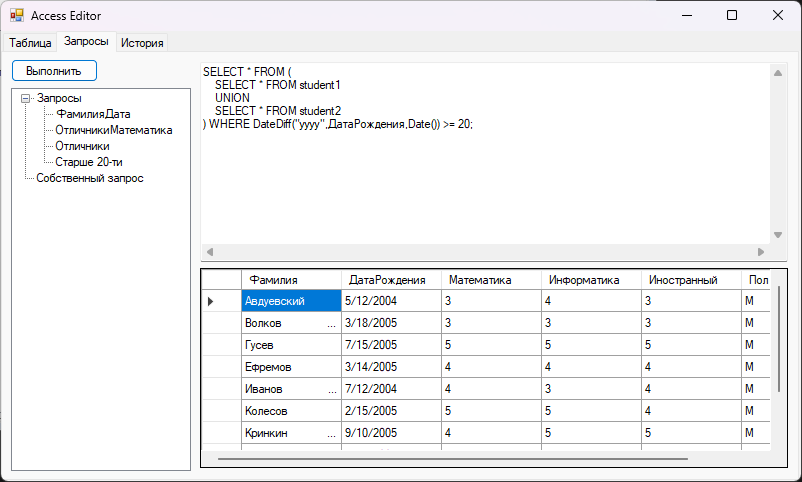 Access Editor
Таблица Запросы История
Выполнить
Запросы
ФамилияДата
ОтличникиМатематика
Отличники
Старше 20-ти
Собственный запрос
SELECT * FROM (
SELECT * FROM student1
UNION
SELECT * FROM student2
) WHERE DateDiff("yyyy",ДатаРождения,Date()) >= 20;
Фамилия ДатаРождения Математика Информатика Иностранный Пол
Авдуевский 5/12/2004 3 4 3 М
Волков ... 3/18/2005 3 3 3 М
Гусев 7/15/2005 5 5 5 М
Ефремов 3/14/2005 4 4 4 М
Иванов ... 7/12/2004 4 3 4 М
Колесов 2/15/2005 5 5 4 М
Кринкин ... 9/10/2005 4 5 5 М